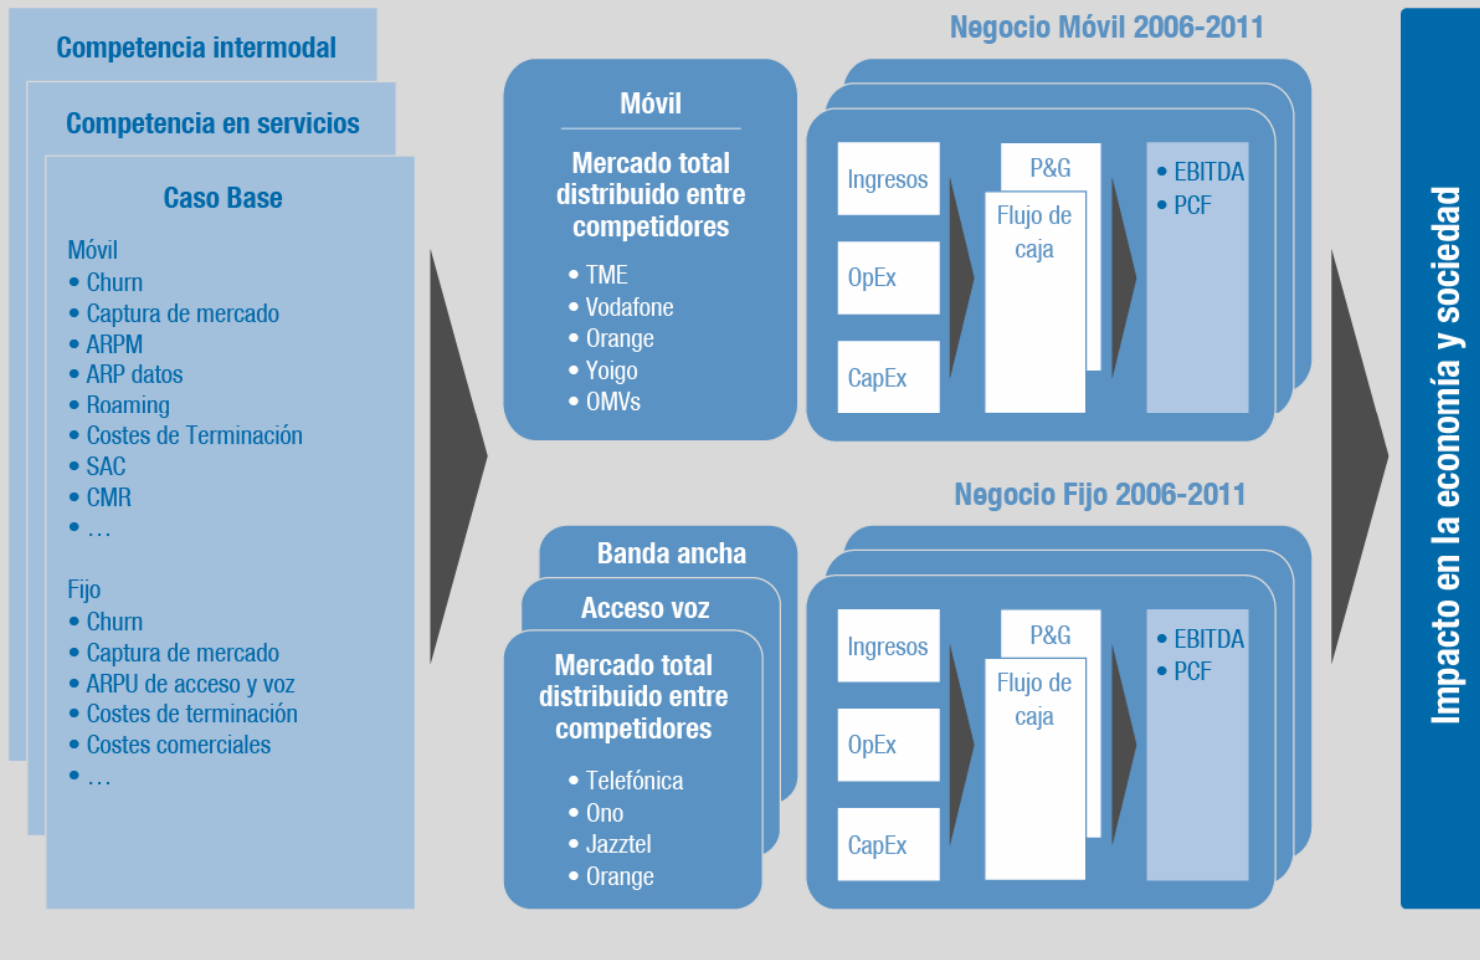 Competencia intermodal
Competencia en servicios
Caso Base
Móvil
• Churn
• Captura de mercado
• ARPM
• ARP datos
• Roaming
• Costes de Terminación
• SAC
• CMR
• ...
Fijo
• Churn
• Captura de mercado
• ARPU de acceso y voz
• Costes de terminación
• Costes comerciales
• ...
Móvil
Mercado total
distribuido entre
competidores
• TME
• Vodafone
• Orange
• Yoigo
• OMVs
Negocio Móvil 2006-2011
Ingresos
OpEx
CapEx
P&G
Flujo de
caja
• EBITDA
• PCF
Banda ancha
Acceso voz
Mercado total
distribuido entre
competidores
• Telefónica
• Ono
• Jazztel
• Orange
Negocio Fijo 2006-2011
Ingresos
OpEx
CapEx
P&G
Flujo de
caja
• EBITDA
• PCF
Impacto en la economía y sociedad